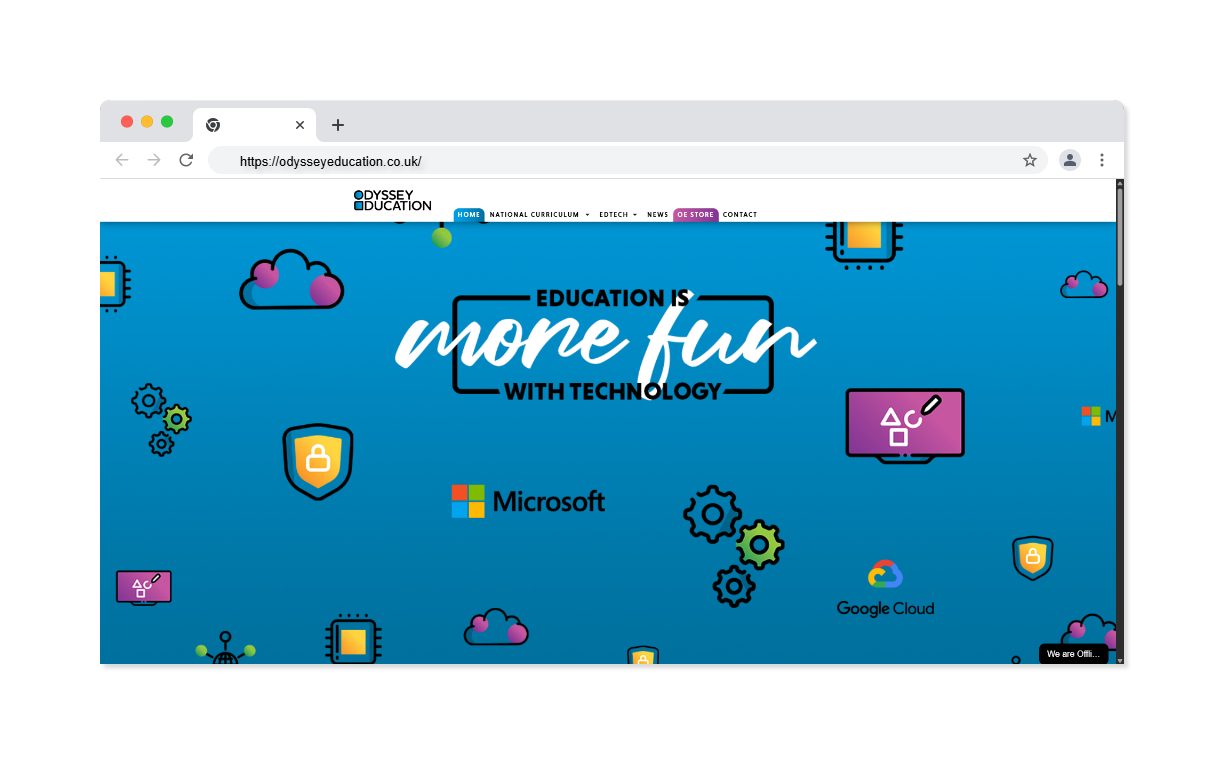 https://odysseyeducation.co.uk/
ODYSSEY
EDUCATION
HOME NATIONAL CURRICULUM EDTECH NEWS OE STORE CONTACT
EDUCATION IS
more fun
WITH TECHNOLOGY
M
Microsoft
Google Cloud
We are Offli...